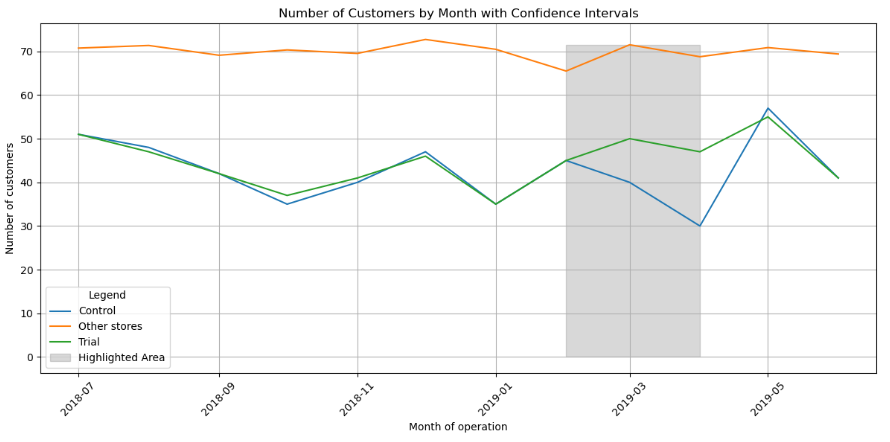 Number of Customers by Month with Confidence Intervals
Number of customers
70
60
50
40
30
20
10
0
Legend
Control
Other stores
Trial
Highlighted Area
2018-07
2018-09
2018-11
2019-01
2019-03
2019-05
Month of operation